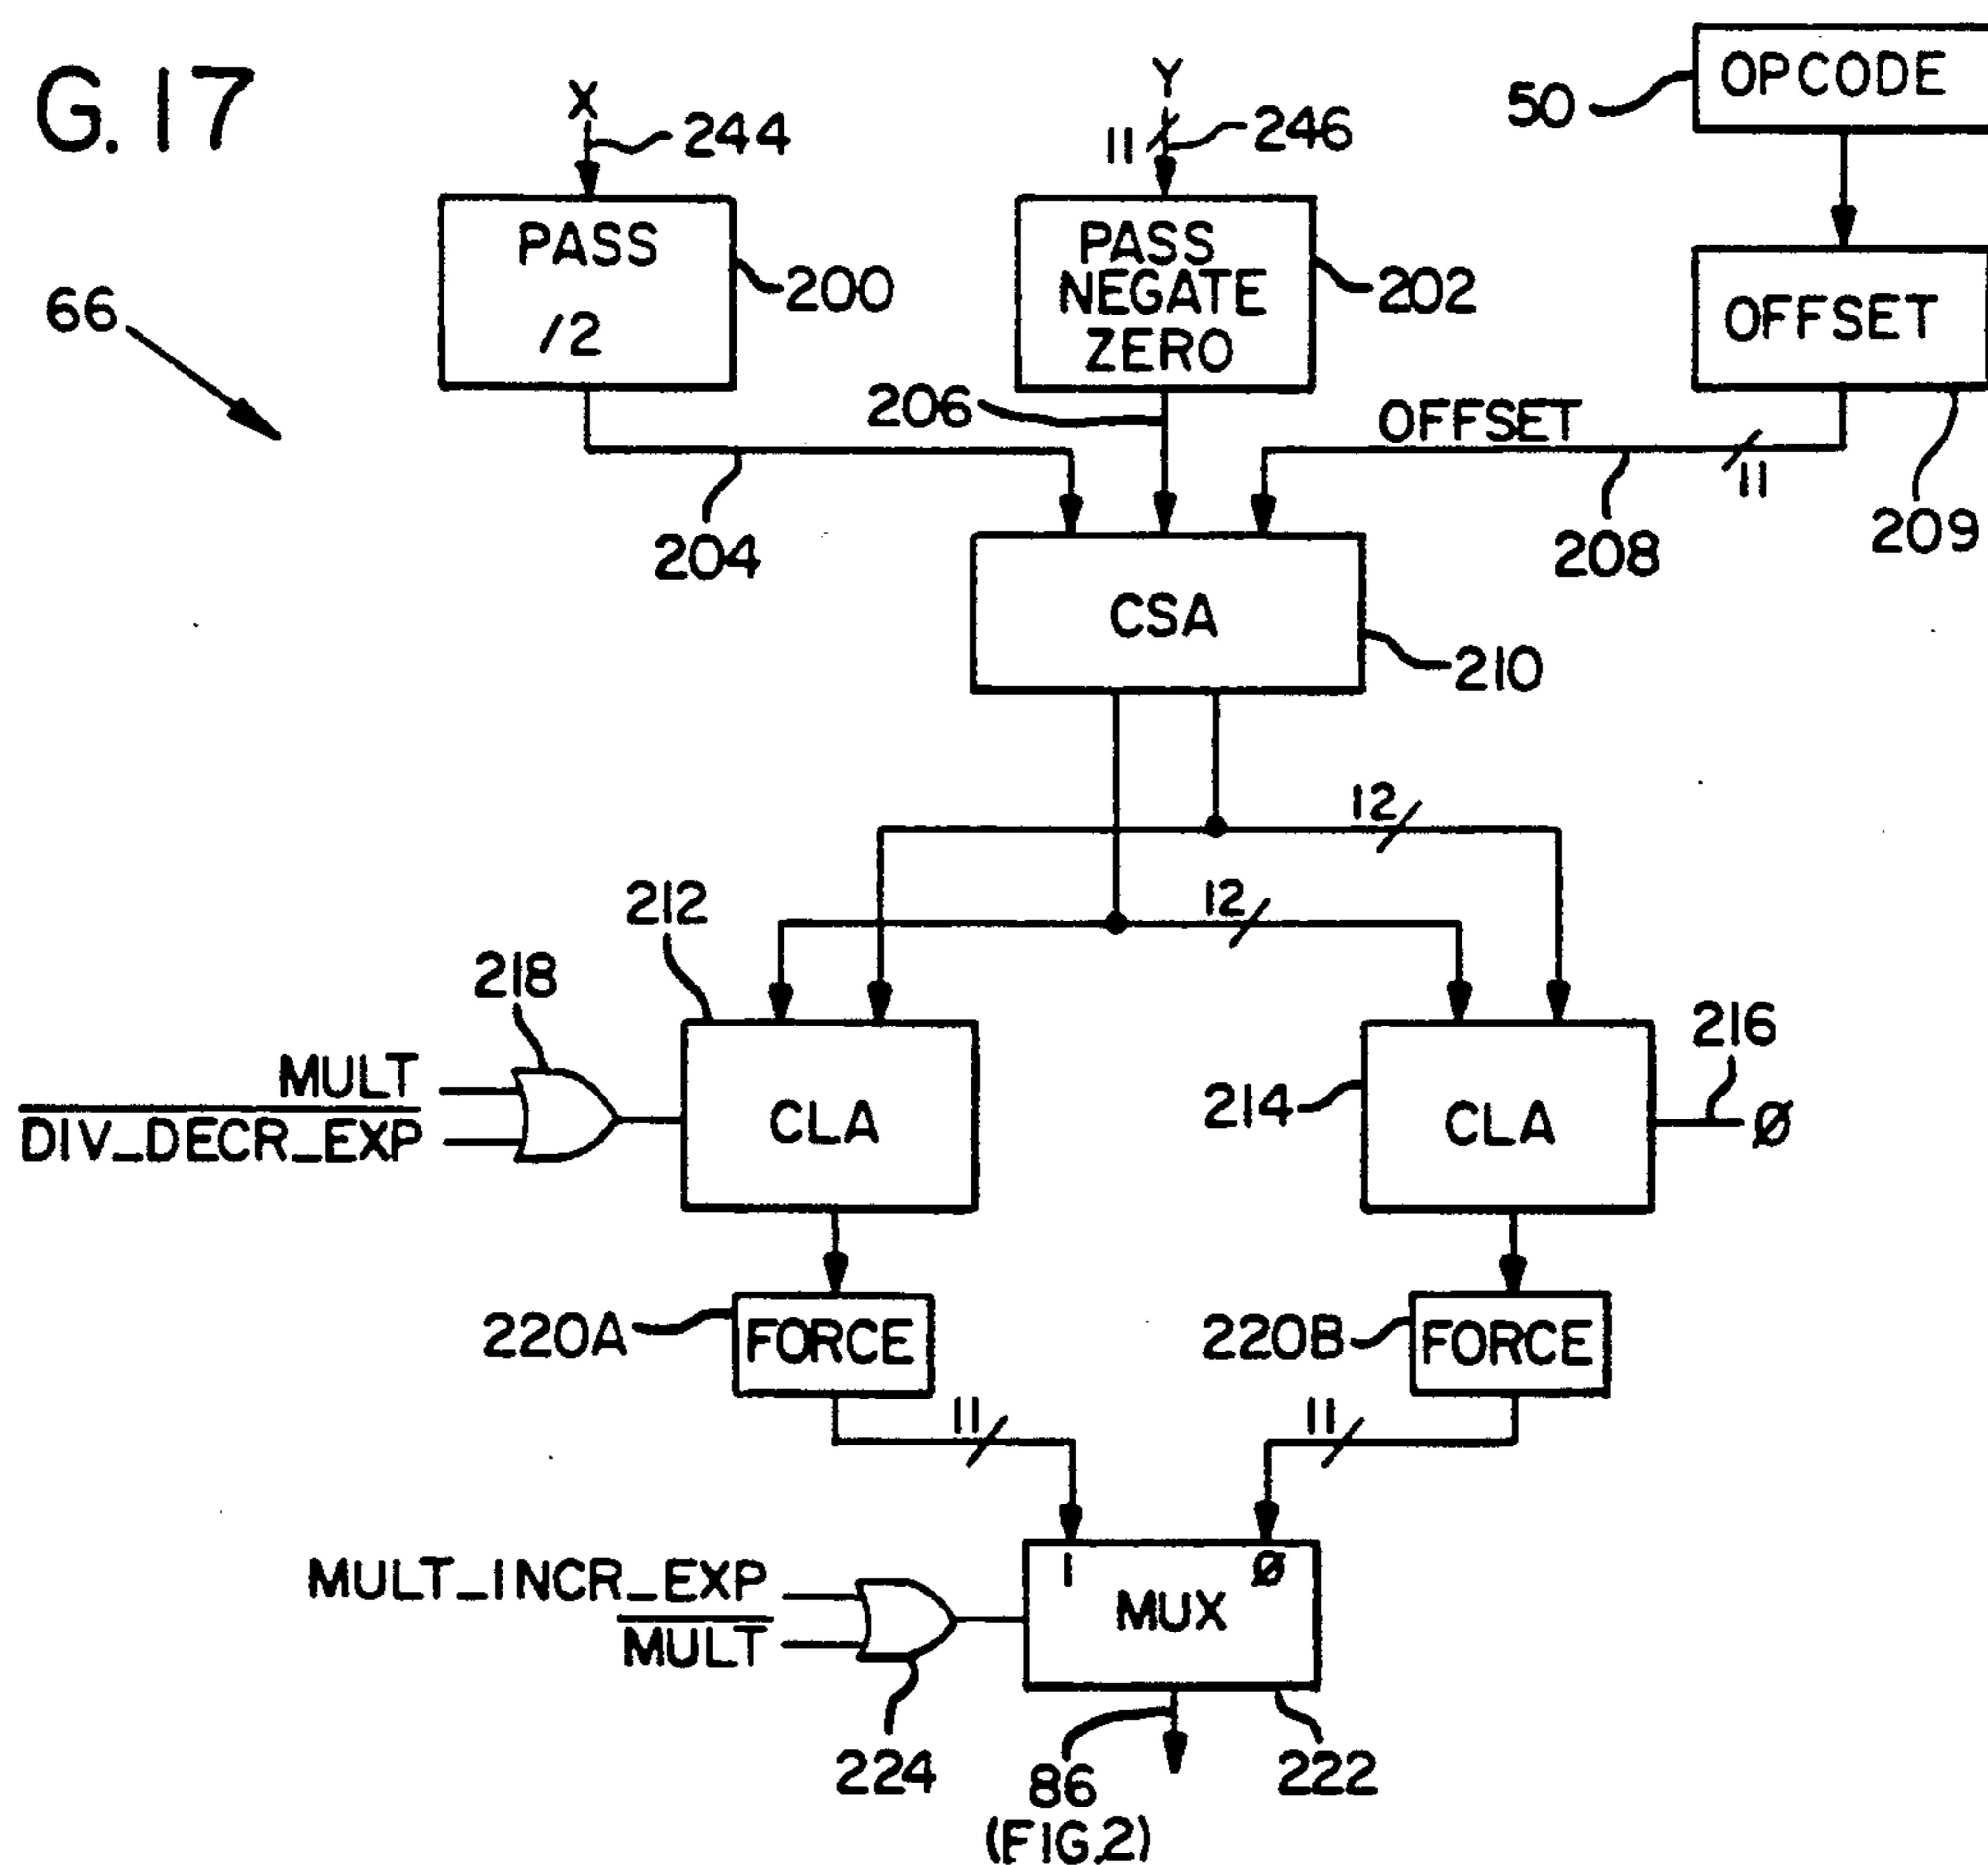 G. 17
X
244
Y
11
246
50
OPCODE
66
PASS
/2
200
PASS
NEGATE
ZERO
202
OFFSET
206
OFFSET
11
204
208
209
CSA
210
12
12
212
218
216
MULT
DIV_DECR_EXP
CLA
214
CLA
Ø
220A
FORCE
220B
FORCE
11
11
MULT_INCR_EXP
MULT
1
Ø
MUX
224
86
(FIG.2)
222